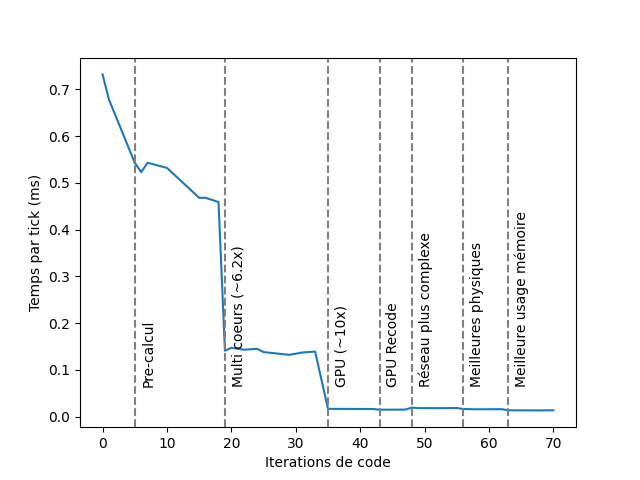 Temps par tick (ms)
0.7
0.6
0.5
0.4
0.3
0.2
0.1
0.0
Pre-calcul
Multi coeurs (~6.2x)
GPU (~10x)
GPU Recode
Réseau plus complexe
Meilleures physiques
Meilleure usage mémoire
0 10 20 30 40 50 60 70
Iterations de code